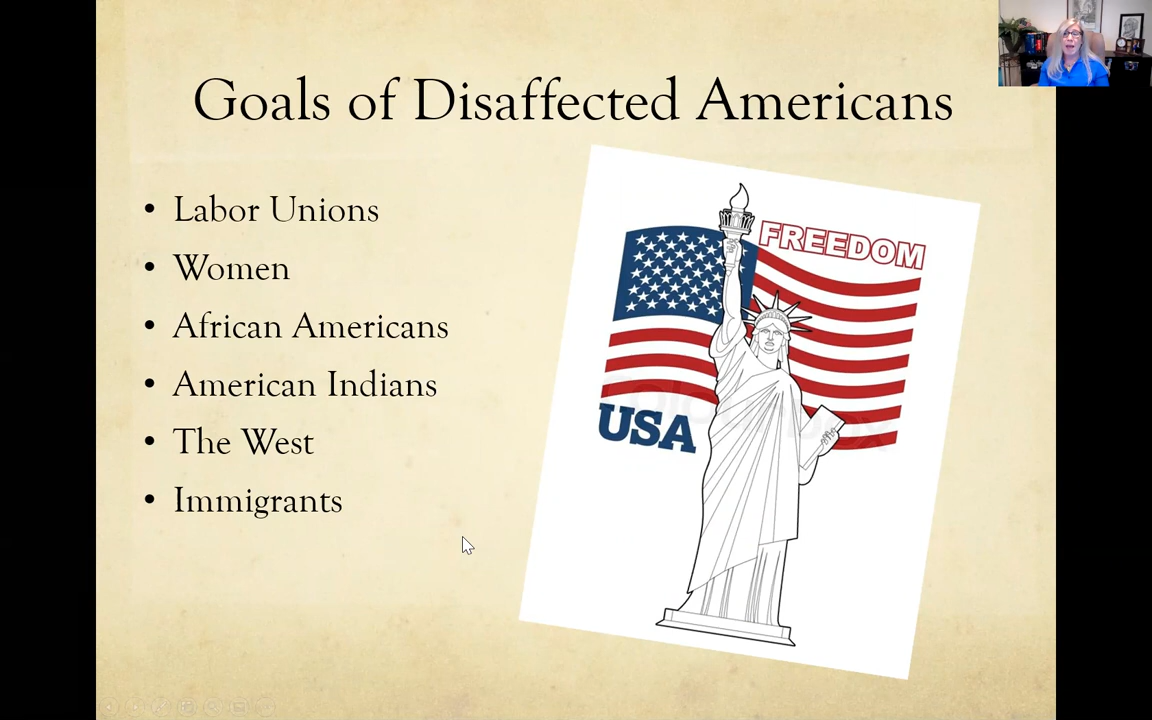 Goals of Disaffected Americans
• Labor Unions
• Women
• African Americans
• American Indians
• The West
• Immigrants
FREEDOM
USA